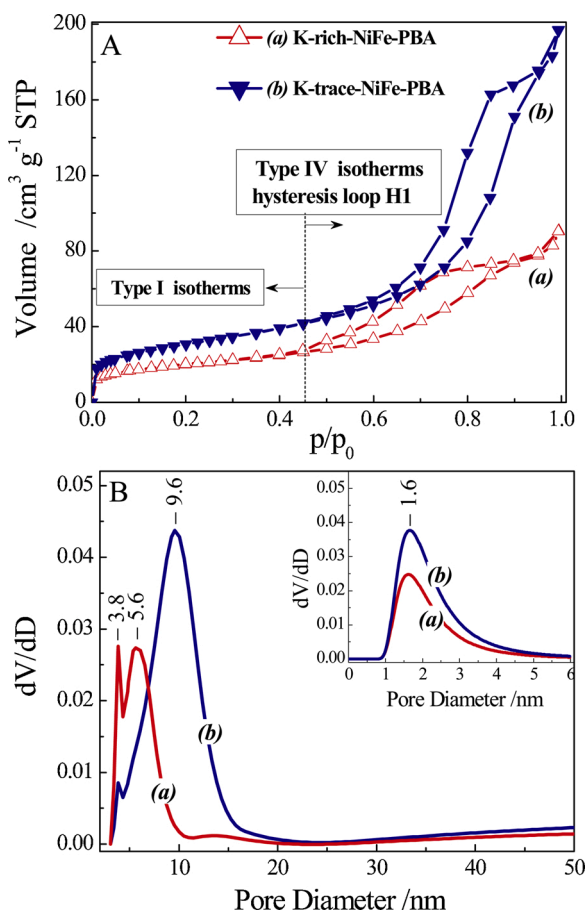 A
(a) K-rich-NiFe-PBA
(b) K-trace-NiFe-PBA
Type IV isotherms
hysteresis loop H1
Type I isotherms
(b)
(a)
Volume /cm³ g⁻¹ STP
200
160
120
80
40
0
0.0 0.2 0.4 0.6 0.8 1.0
p/p₀
B
9.6
3.8
5.6
(b)
(a)
dV/dD
0.05
0.04
0.03
0.02
0.01
0.00
10 20 30 40 50
Pore Diameter /nm
1.6
(b)
(a)
dV/dD
0.05
0.04
0.03
0.02
0.01
0.00
0 1 2 3 4 5 6
Pore Diameter /nm